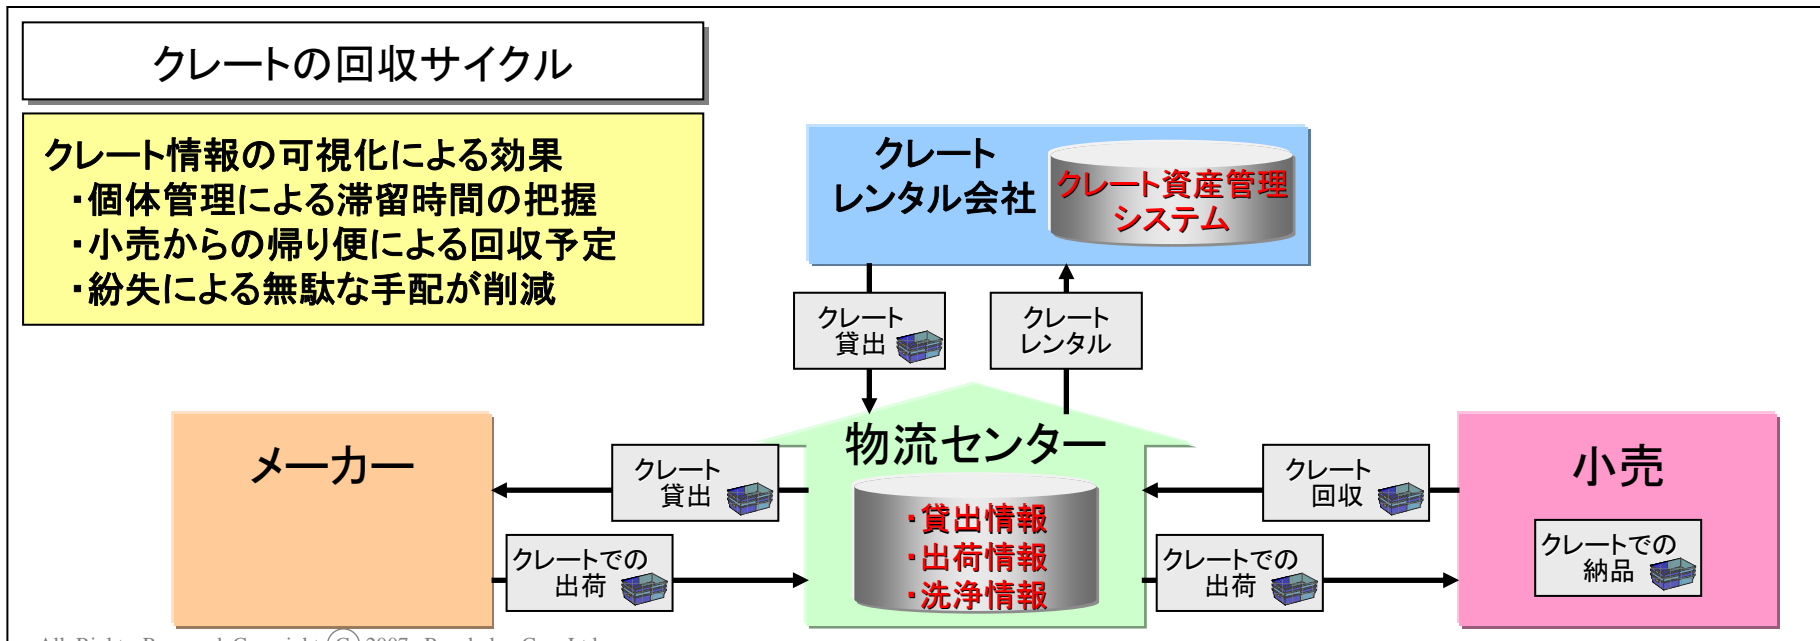 クレートの回収サイクル
クレート情報の可視化による効果
・個体管理による滞留時間の把握
・小売からの帰り便による回収予定
・紛失による無駄な手配が削減
クレート
レンタル会社
クレート資産管理
システム
クレート
貸出
クレート
レンタル
メーカー
クレート
貸出
クレートでの
出荷
物流センター
・貸出情報
・出荷情報
・洗浄情報
クレート
回収
クレートでの
出荷
小売
クレートでの
納品
2007